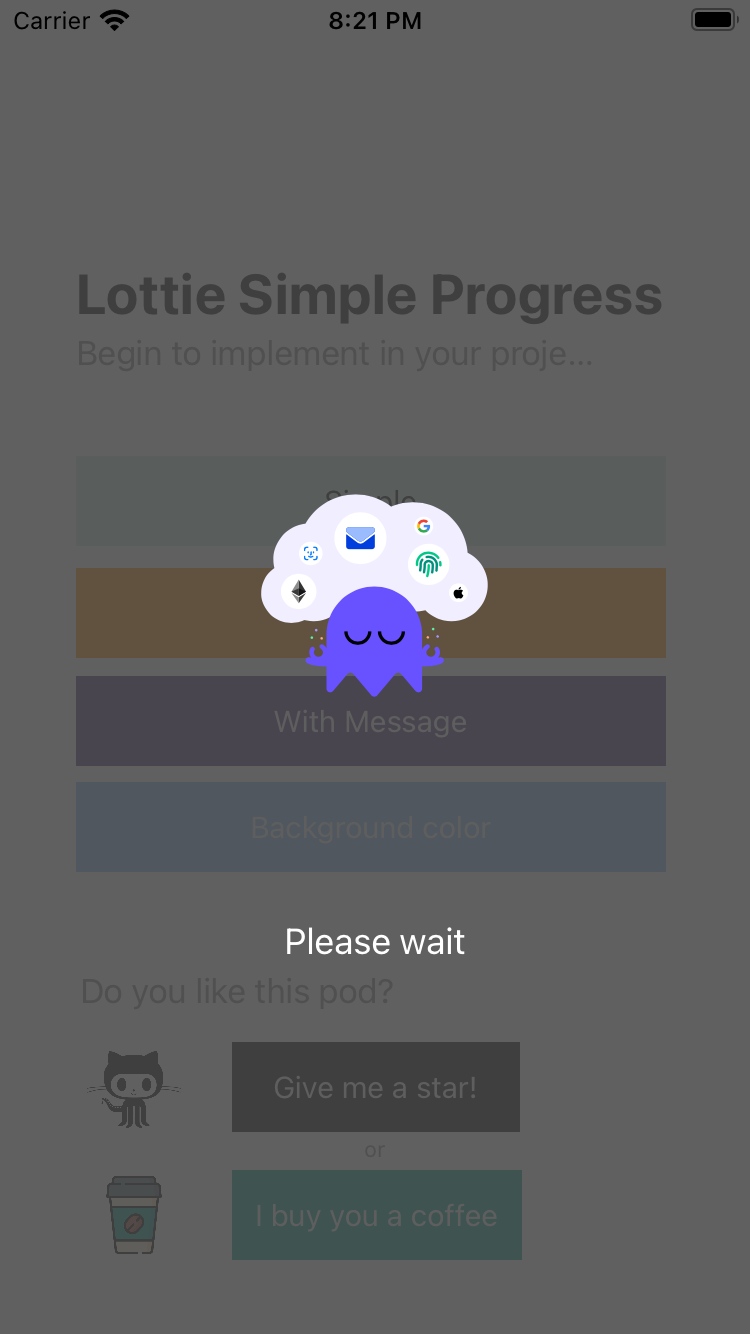 Carrier 8:21 PM
Lottie Simple Progress
Begin to implement in your proje...
Simple
With Message
Background color
Please wait
Do you like this pod?
Give me a star!
or
I buy you a coffee